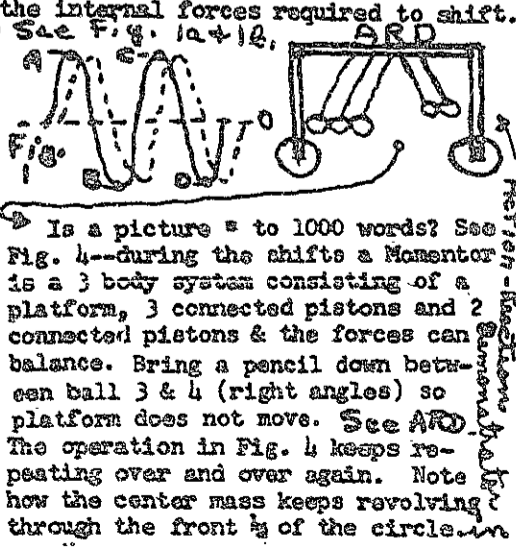 the internal forces required to shift.
See Fig. 1a+1b.
ARD
A
C
O
Fig.
1
B
D
Is a picture = to 1000 words? See
Fig. 4--during the shifts a Momentor
is a 3 body system consisting of a
platform, 3 connected pistons and 2
connected pistons & the forces can
balance. Bring a pencil down betw-
een ball 3 & 4 (right angles) so
platform does not move. See ARD
The operation in Fig. 4 keeps re-
peating over and over again. Note
how the center mass keeps revolving
through the front ½ of the circle.
Action-Reaction
Demonstrator